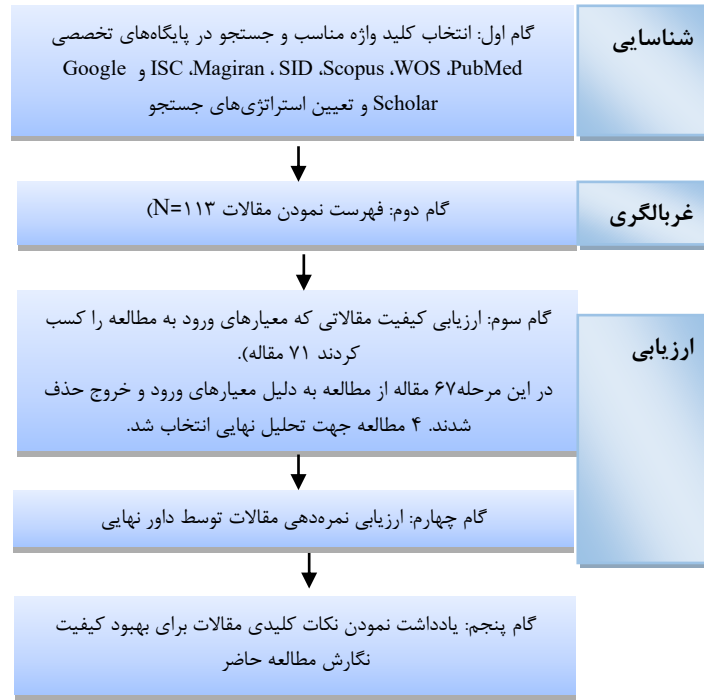 شناسایی
گام اول: انتخاب کلید واژه مناسب و جستجو در پایگاه‌های تخصصی
PubMed، WOS، Scopus، SID ، Magiran، ISC و Google
Scholar و تعیین استراتژی‌های جستجو
غربالگری
گام دوم: فهرست نمودن مقالات N=۱۱۳)
ارزیابی
گام سوم: ارزیابی کیفیت مقالاتی که معیارهای ورود به مطالعه را کسب
کردند ۷۱ مقاله).
در این مرحله۶۷ مقاله از مطالعه به دلیل معیارهای ورود و خروج حذف
شدند. ۴ مطالعه جهت تحلیل نهایی انتخاب شد.
گام چهارم: ارزیابی نمره‌دهی مقالات توسط داور نهایی
گام پنجم: یادداشت نمودن نکات کلیدی مقالات برای بهبود کیفیت
نگارش مطالعه حاضر